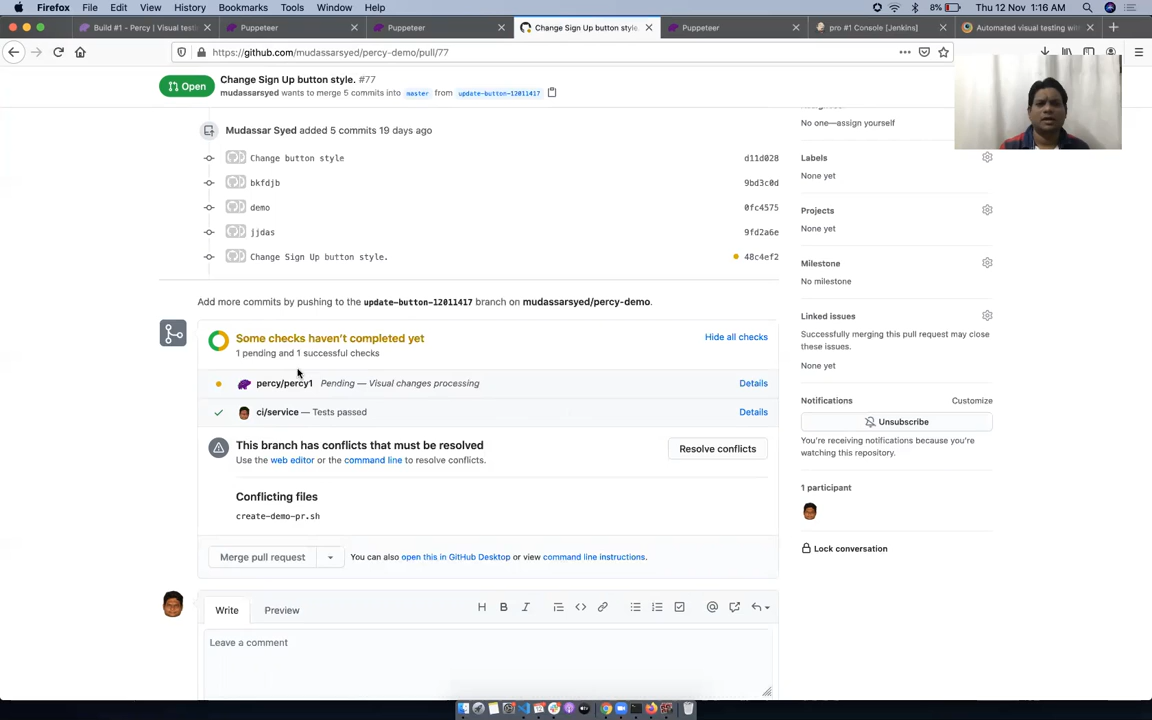 Firefox File Edit View History Bookmarks Tools Window Help 8% Thu 12 Nov 1:16 AM
Build #1 - Percy | Visual testing Puppeteer Puppeteer Change Sign Up button style. Puppeteer pro #1 Console [Jenkins] Automated visual testing with
https://github.com/mudassarsyed/percy-demo/pull/77
Open
Change Sign Up button style. #77
mudassarsyed wants to merge 5 commits into master from update-button-12011417
Mudassar Syed added 5 commits 19 days ago
Change button style d11d028
bkfdjb 9bd3c0d
demo 0fc4575
jjdas 9fd2a6e
Change Sign Up button style. 48c4ef2
Add more commits by pushing to the update-button-12011417 branch on mudassarsyed/percy-demo.
Some checks haven't completed yet
1 pending and 1 successful checks
Hide all checks
percy/percy1 Pending — Visual changes processing Details
ci/service — Tests passed Details
This branch has conflicts that must be resolved
Use the web editor or the command line to resolve conflicts.
Resolve conflicts
Conflicting files
create-demo-pr.sh
Merge pull request
You can also open this in GitHub Desktop or view command line instructions.
Write Preview
Leave a comment
No one—assign yourself
Labels
None yet
Projects
None yet
Milestone
No milestone
Linked issues
Successfully merging this pull request may close
these issues.
None yet
Notifications Customize
Unsubscribe
You're receiving notifications because you're
watching this repository.
1 participant
Lock conversation